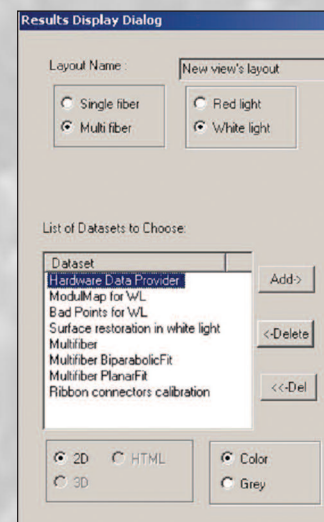 Results Display Dialog
Layout Name :
New view's layout
Single fiber
Red light
Multi fiber
White light
List of Datasets to Choose:
Dataset
Hardware Data Provider
ModulMap for WL
Bad Points for WL
Surface restoration in white light
Multifiber
Multifiber BiparabolicFit
Multifiber PlanarFit
Ribbon connectors calibration
Add->
<-Delete
<<-Del
2D
HTML
Color
3D
Grey